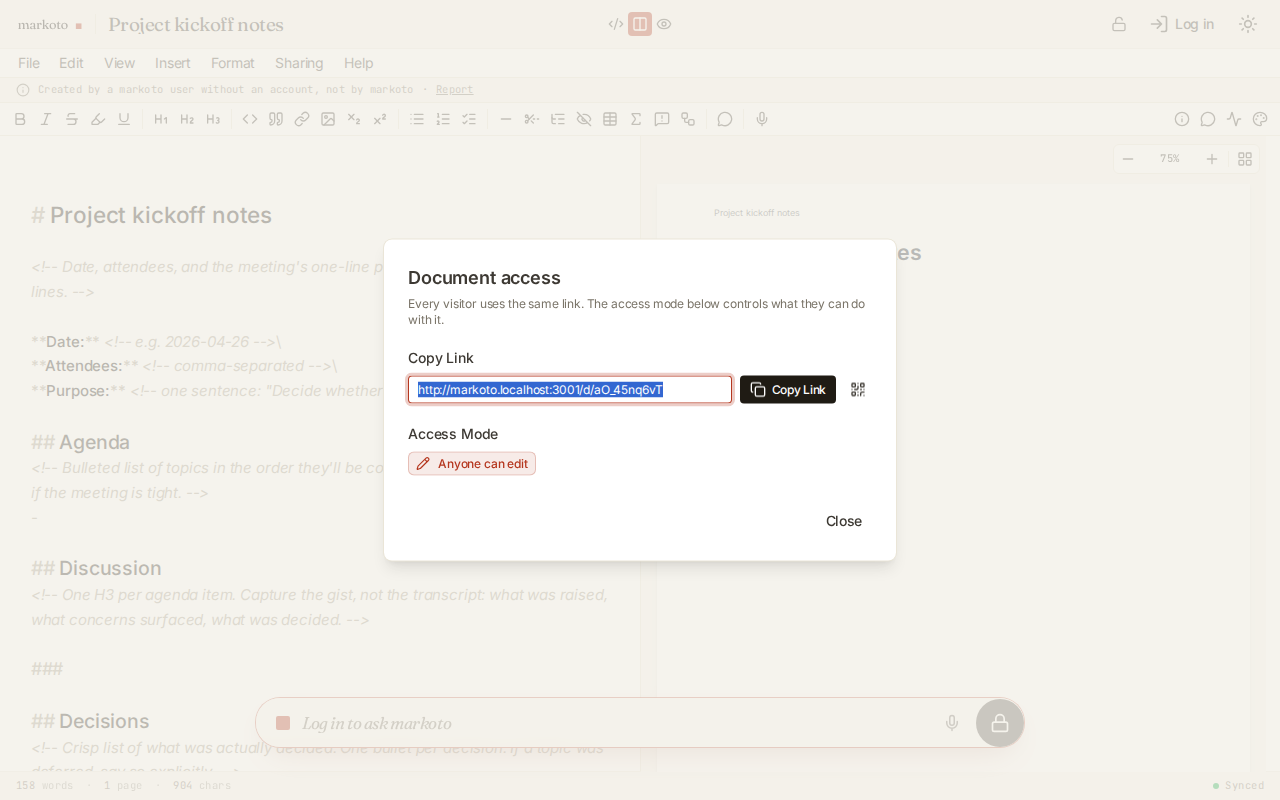 markoto
Project kickoff notes
Log in
File Edit View Insert Format Sharing Help
Created by a markoto user without an account, not by markoto · Report
H1 H2 H3
75%
Project kickoff notes
# Project kickoff notes
es
<!-- Date, attendees, and the meeting's one-line p
lines. -->
**Date:** <!-- e.g. 2026-04-26 -->\
**Attendees:** <!-- comma-separated -->\
**Purpose:** <!-- one sentence: "Decide whether
## Agenda
<!-- Bulleted list of topics in the order they'll be co
if the meeting is tight. -->
-
## Discussion
<!-- One H3 per agenda item. Capture the gist, not the transcript: what was raised,
what concerns surfaced, what was decided. -->
###
## Decisions
<!-- Crisp list of what was actually decided. One bullet per decision. If a topic was
deferred, say so explicitly. -->
Document access
Every visitor uses the same link. The access mode below controls what they can do
with it.
Copy Link
http://markoto.localhost:3001/d/aO_45nq6vT
Copy Link
Access Mode
Anyone can edit
Close
Log in to ask markoto
158 words · 1 page · 904 chars
Synced